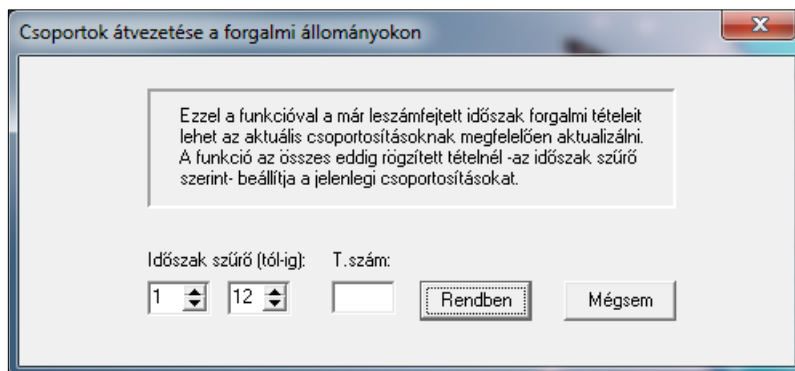 Csoportok átvezetése a forgalmi állományokon
Ezzel a funkcióval a már leszámfejtett időszak forgalmi tételeit
lehet az aktuális csoportosításoknak megfelelően aktualizálni.
A funkció az összes eddig rögzített tételnél -az időszak szűrő
szerint- beállítja a jelenlegi csoportosításokat.
Időszak szűrő (tól-ig): T.szám:
1 12 Rendben Mégsem